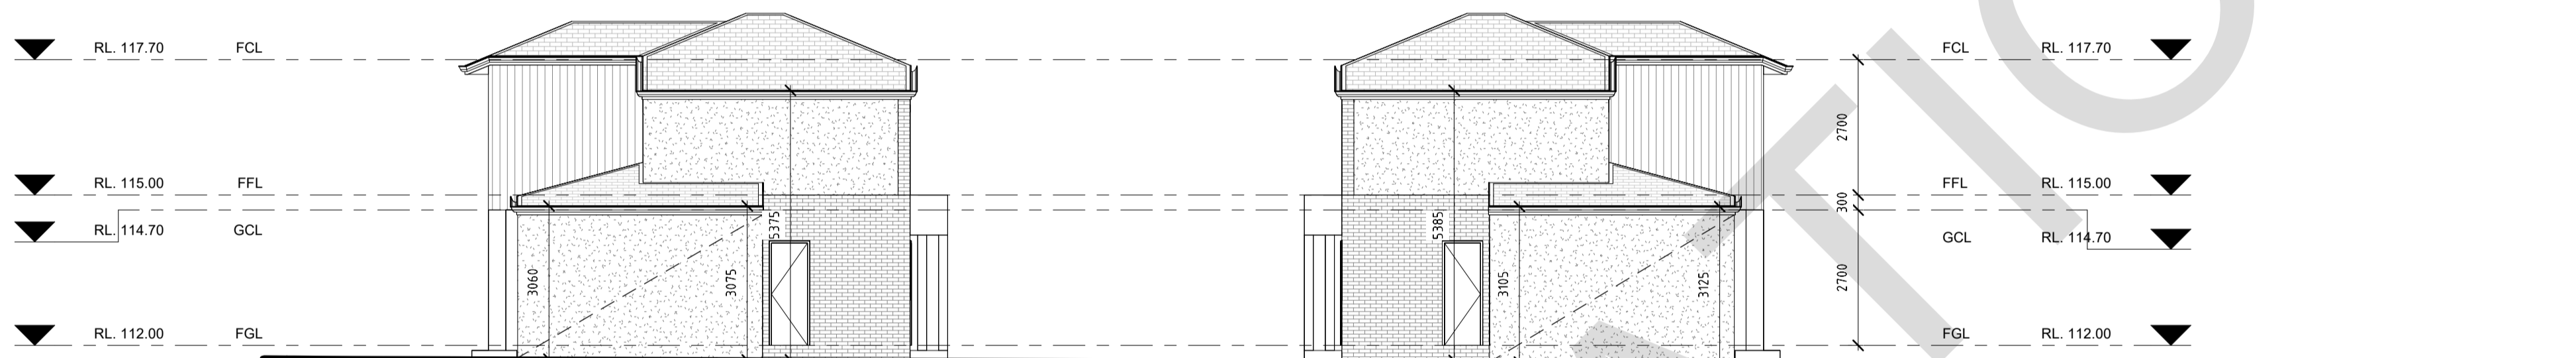 RL. 117.70 FCL
RL. 115.00 FFL
RL. 114.70 GCL
RL. 112.00 FGL
3060
3075
5375
5385
3105
3125
2700
300
2700
FCL RL. 117.70
FFL RL. 115.00
GCL RL. 114.70
FGL RL. 112.00